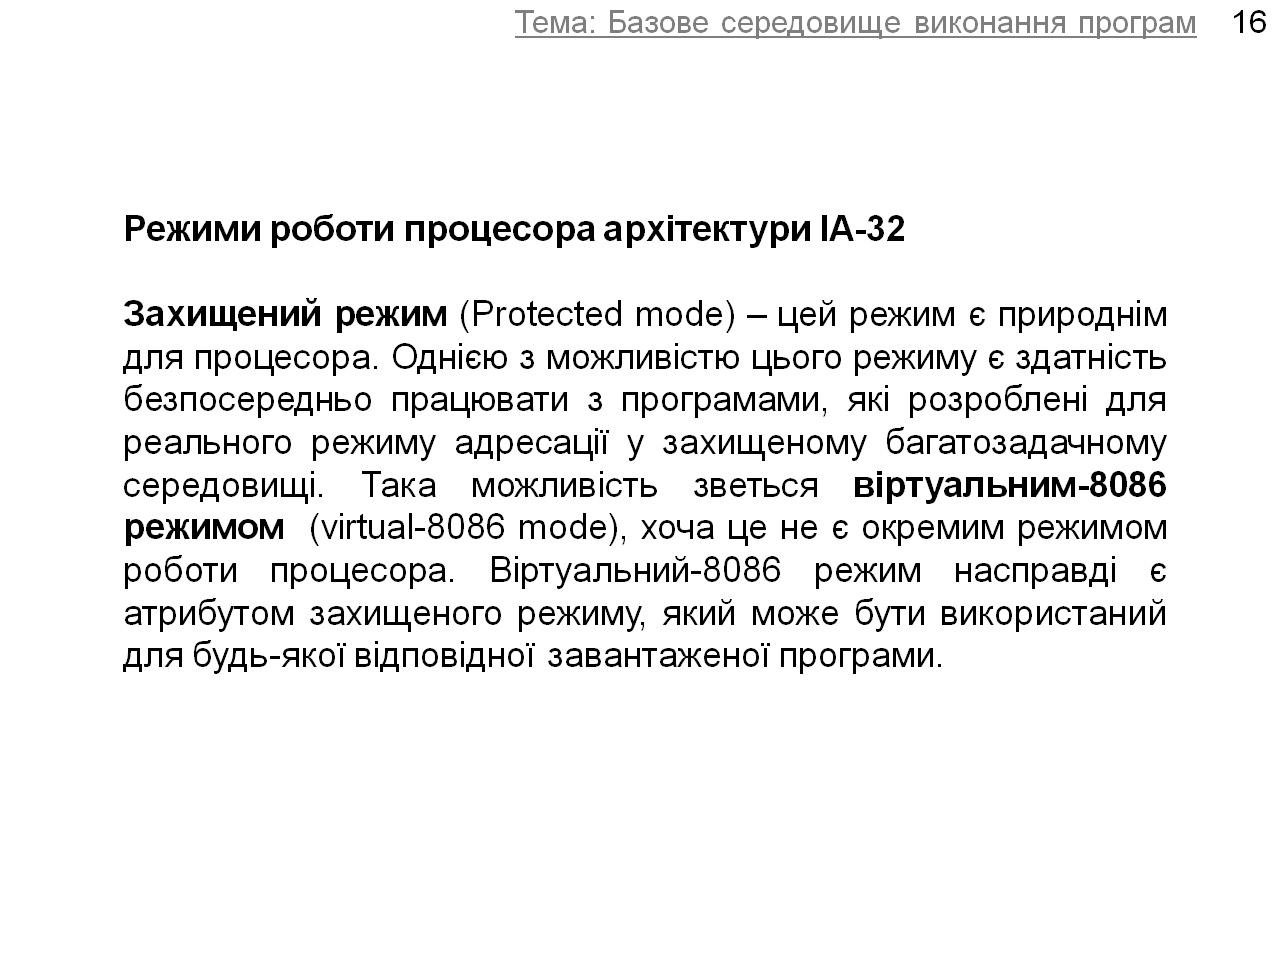 Тема: Базове середовище виконання програм 16
Режими роботи процесора архітектури IA-32
Захищений режим (Protected mode) – цей режим є природнім
для процесора. Однією з можливістю цього режиму є здатність
безпосередньо працювати з програмами, які розроблені для
реального режиму адресації у захищеному багатозадачному
середовищі. Така можливість зветься віртуальним-8086
режимом (virtual-8086 mode), хоча це не є окремим режимом
роботи процесора. Віртуальний-8086 режим насправді є
атрибутом захищеного режиму, який може бути використаний
для будь-якої відповідної завантаженої програми.